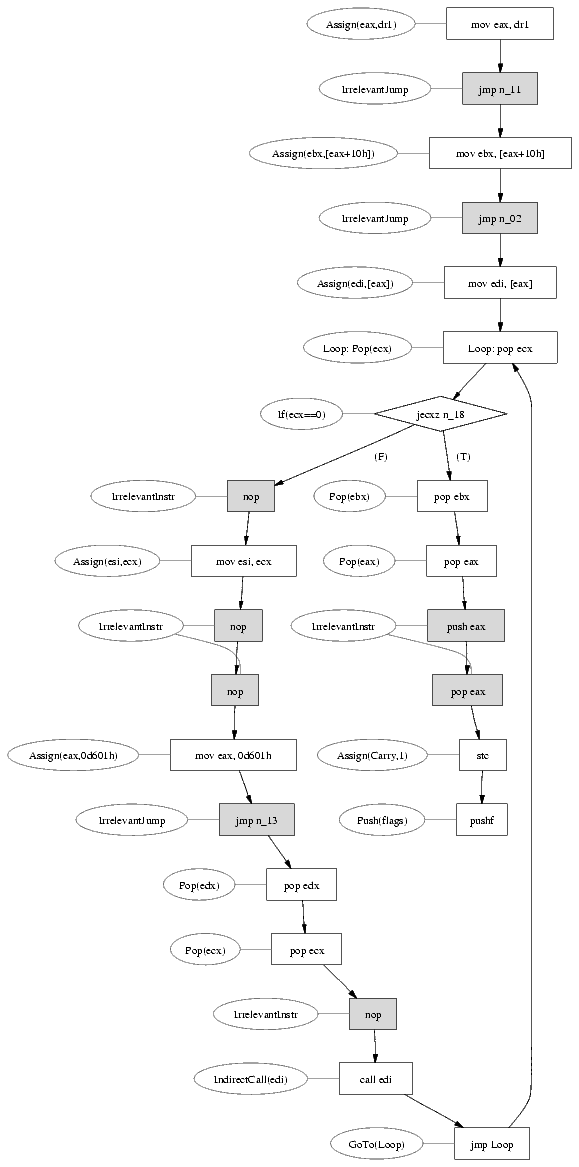 Assign(eax,dr1)
mov eax, dr1
IrrelevantJump
jmp n_11
Assign(ebx,[eax+10h])
mov ebx, [eax+10h]
IrrelevantJump
jmp n_02
Assign(edi,[eax])
mov edi, [eax]
Loop: Pop(ecx)
Loop: pop ecx
If(ecx==0)
jecxz n_18
(F)
(T)
IrrelevantInstr
nop
Pop(ebx)
pop ebx
Assign(esi,ecx)
mov esi, ecx
Pop(eax)
pop eax
IrrelevantInstr
nop
IrrelevantInstr
push eax
nop
pop eax
Assign(eax,0d601h)
mov eax, 0d601h
Assign(Carry,1)
stc
IrrelevantJump
jmp n_13
Push(flags)
pushf
Pop(edx)
pop edx
Pop(ecx)
pop ecx
IrrelevantInstr
nop
IndirectCall(edi)
call edi
GoTo(Loop)
jmp Loop